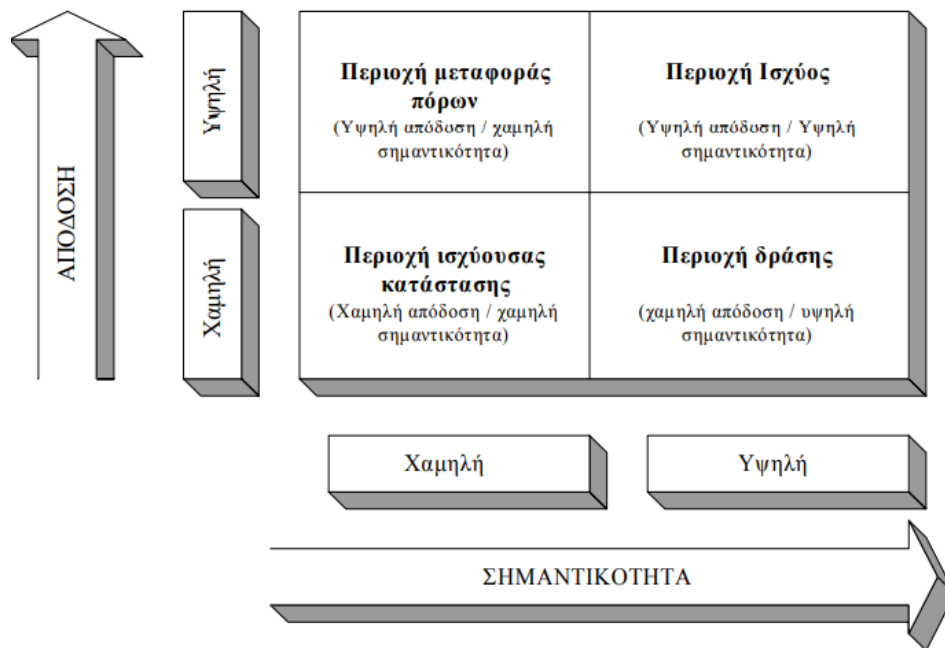 ΑΠΟΔΟΣΗ
Υψηλή
Χαμηλή
Περιοχή μεταφοράς
πόρων
(Υψηλή απόδοση / χαμηλή
σημαντικότητα)
Περιοχή Ισχύος
(Υψηλή απόδοση / Υψηλή
σημαντικότητα)
Περιοχή ισχύουσας
κατάστασης
(Χαμηλή απόδοση / χαμηλή
σημαντικότητα)
Περιοχή δράσης
(χαμηλή απόδοση / υψηλή
σημαντικότητα)
Χαμηλή
Υψηλή
ΣΗΜΑΝΤΙΚΟΤΗΤΑ